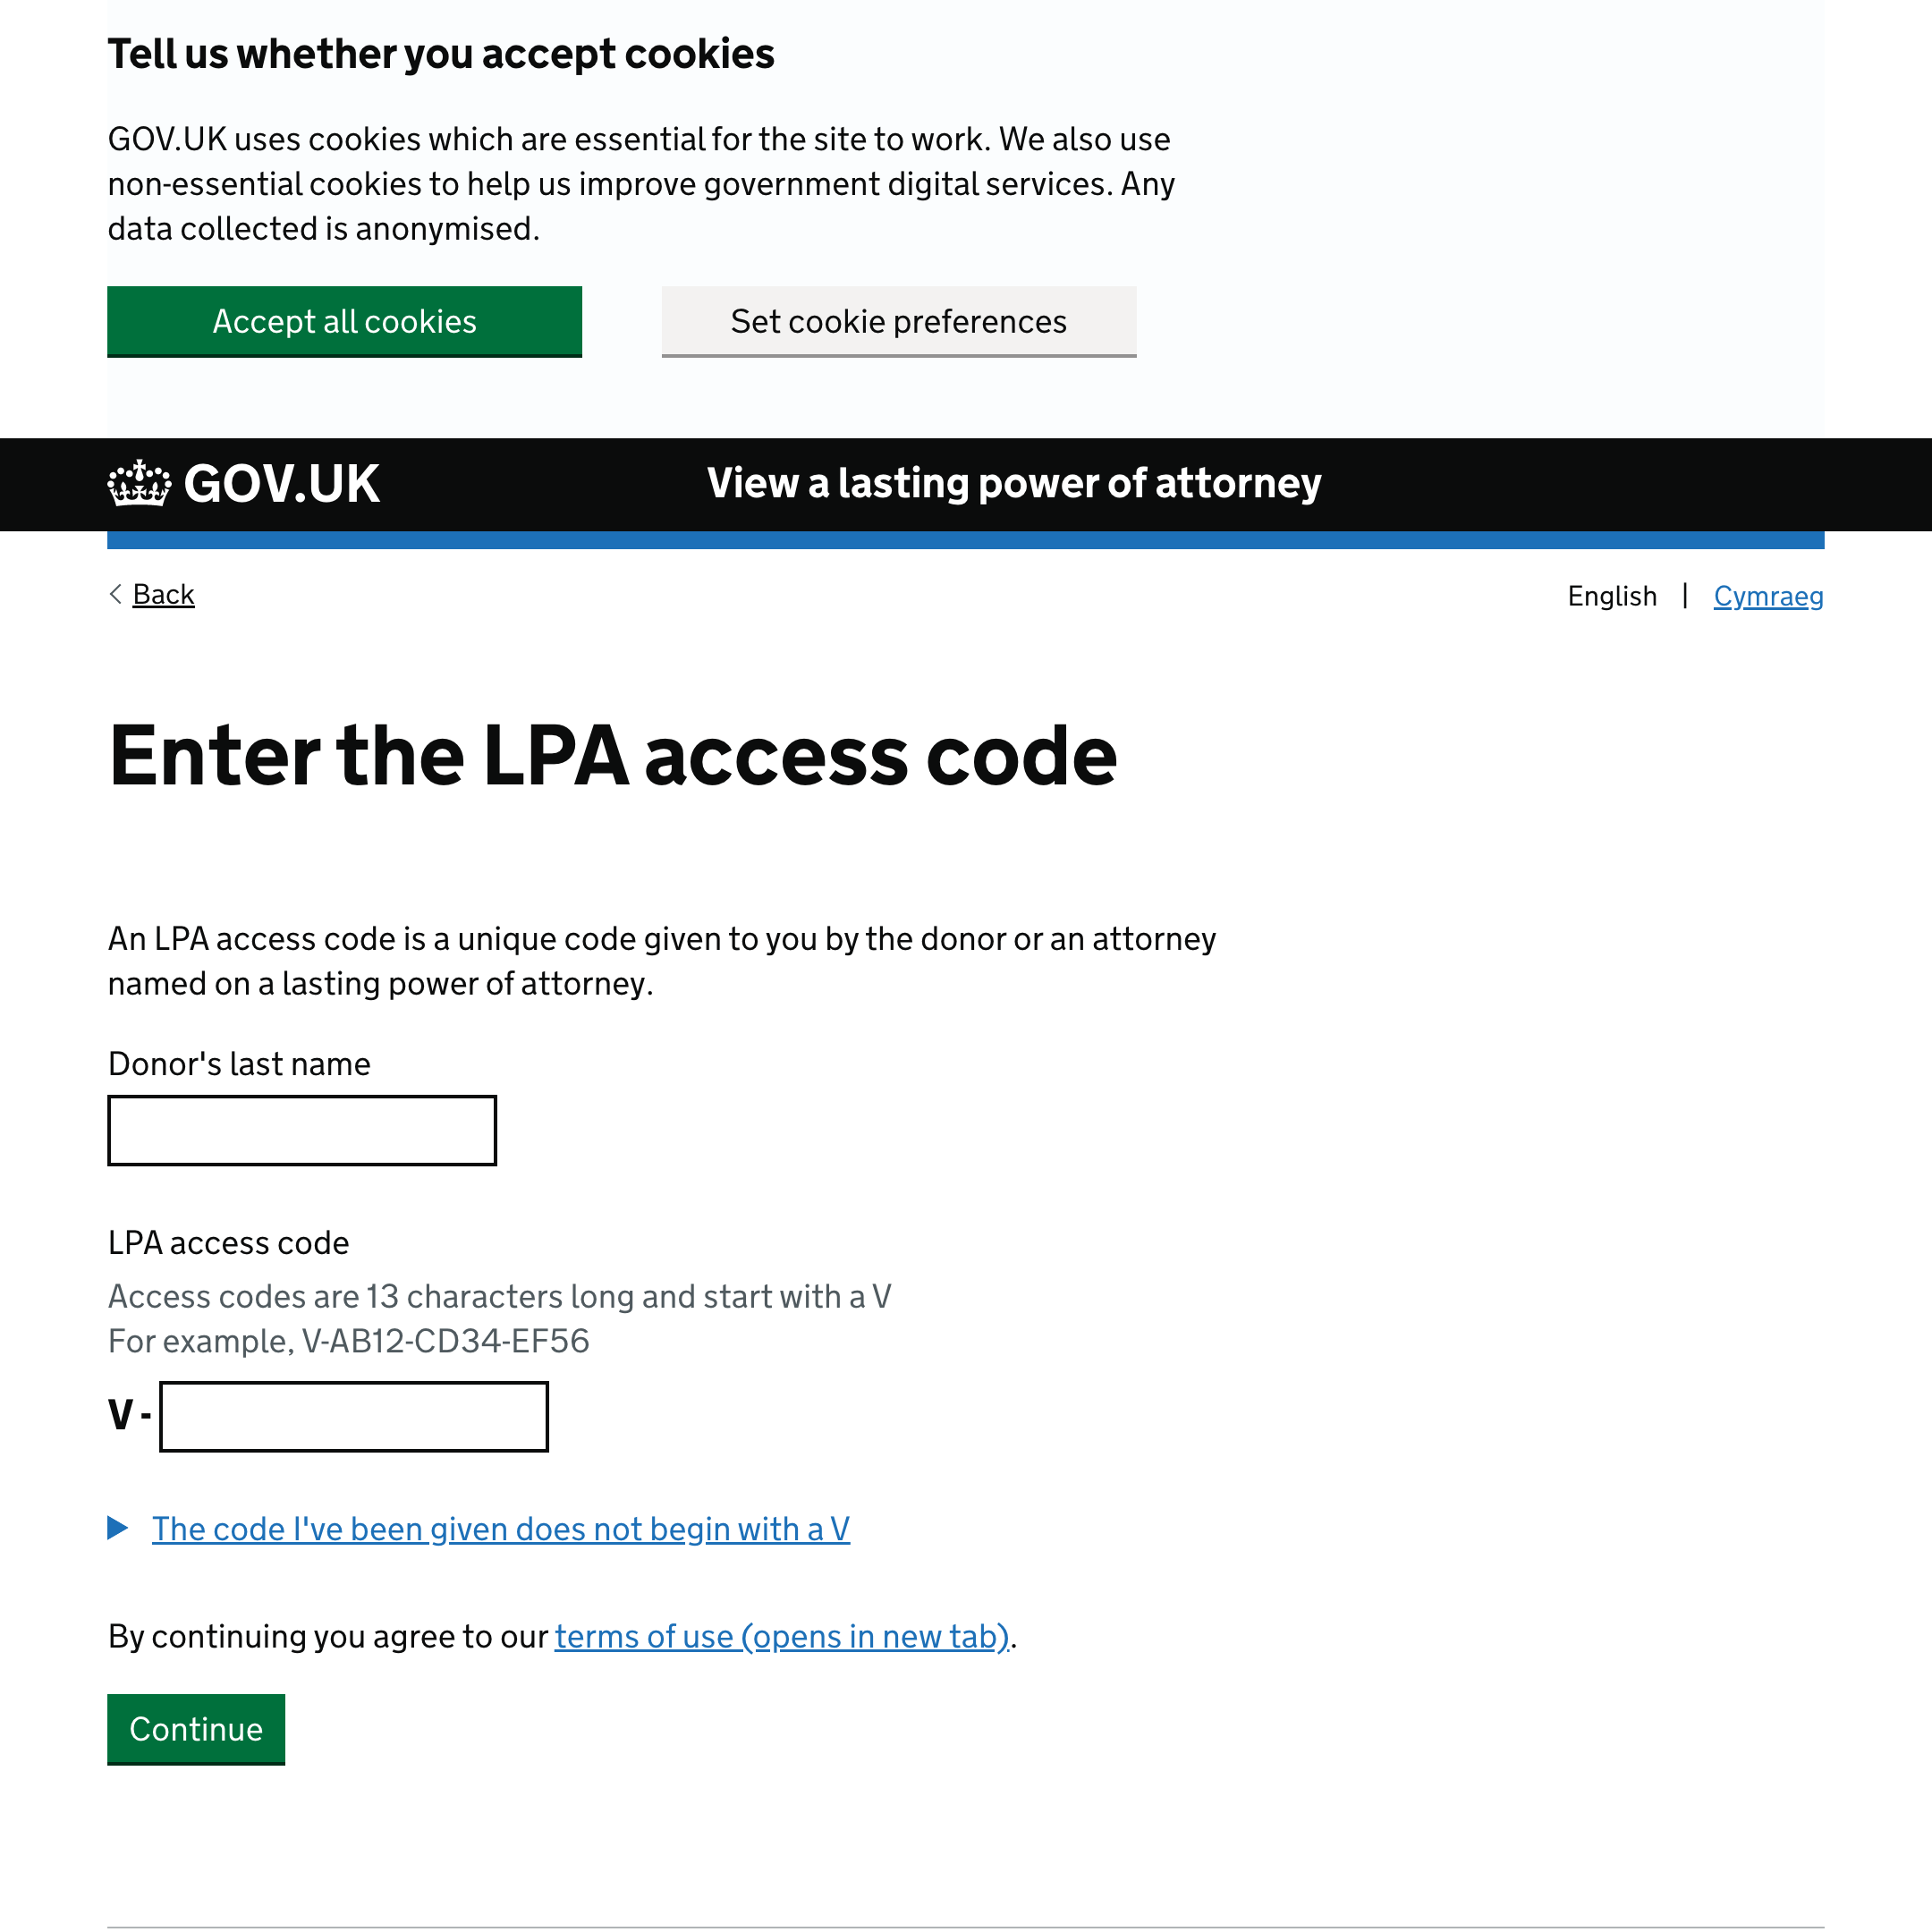 Tell us whether you accept cookies
GOV.UK uses cookies which are essential for the site to work. We also use
non-essential cookies to help us improve government digital services. Any
data collected is anonymised.
Accept all cookies
Set cookie preferences
GOV.UK
View a lasting power of attorney
Back
English | Cymraeg
Enter the LPA access code
An LPA access code is a unique code given to you by the donor or an attorney
named on a lasting power of attorney.
Donor's last name
LPA access code
Access codes are 13 characters long and start with a V
For example, V-AB12-CD34-EF56
V -
The code I've been given does not begin with a V
By continuing you agree to our terms of use (opens in new tab).
Continue